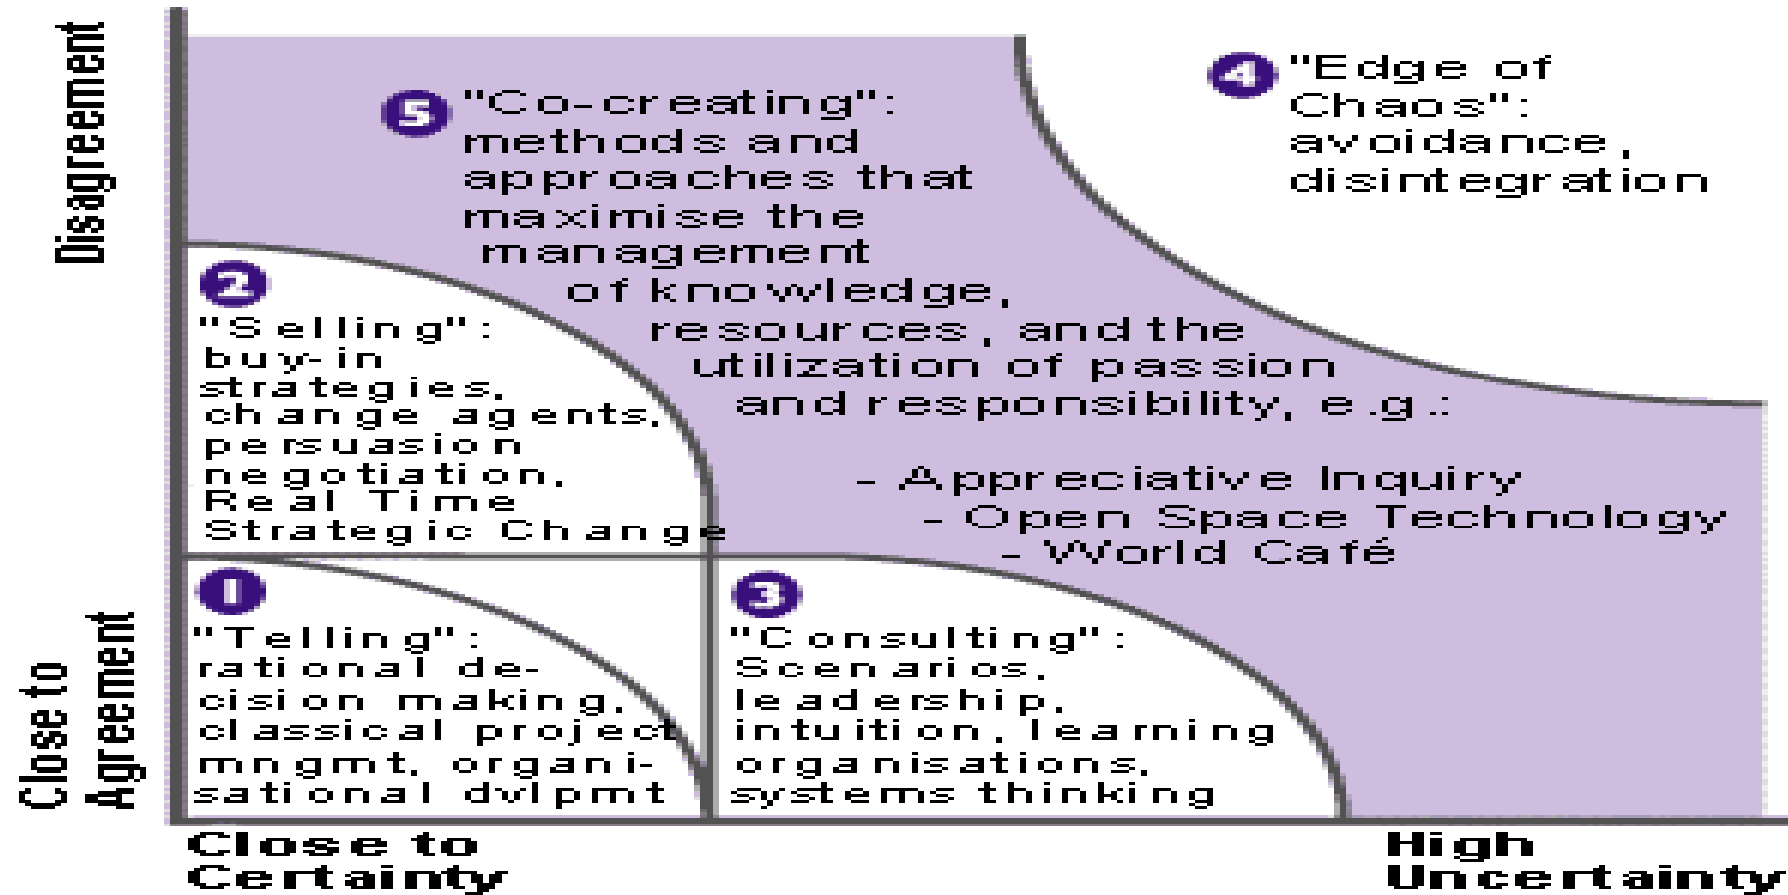 Disagreement
5 "Co-creating":
methods and
approaches that
maximise the
management
of knowledge,
resources, and the
utilization of passion
and responsibility, e.g.:
- Appreciative Inquiry
- Open Space Technology
- World Café
4 "Edge of
Chaos":
avoidance,
disintegration
2
"Selling":
buy-in
strategies,
change agents,
persuasion
negotiation,
Real Time
Strategic Change
1
"Telling":
rational de-
cision making,
classical project
mngmt, organi-
sational dvlpmt
3
"Consulting":
Scenarios,
leadership,
intuition, learning
organisations,
systems thinking
Close to
Agreement
Close to
Certainty
High
Uncertainty